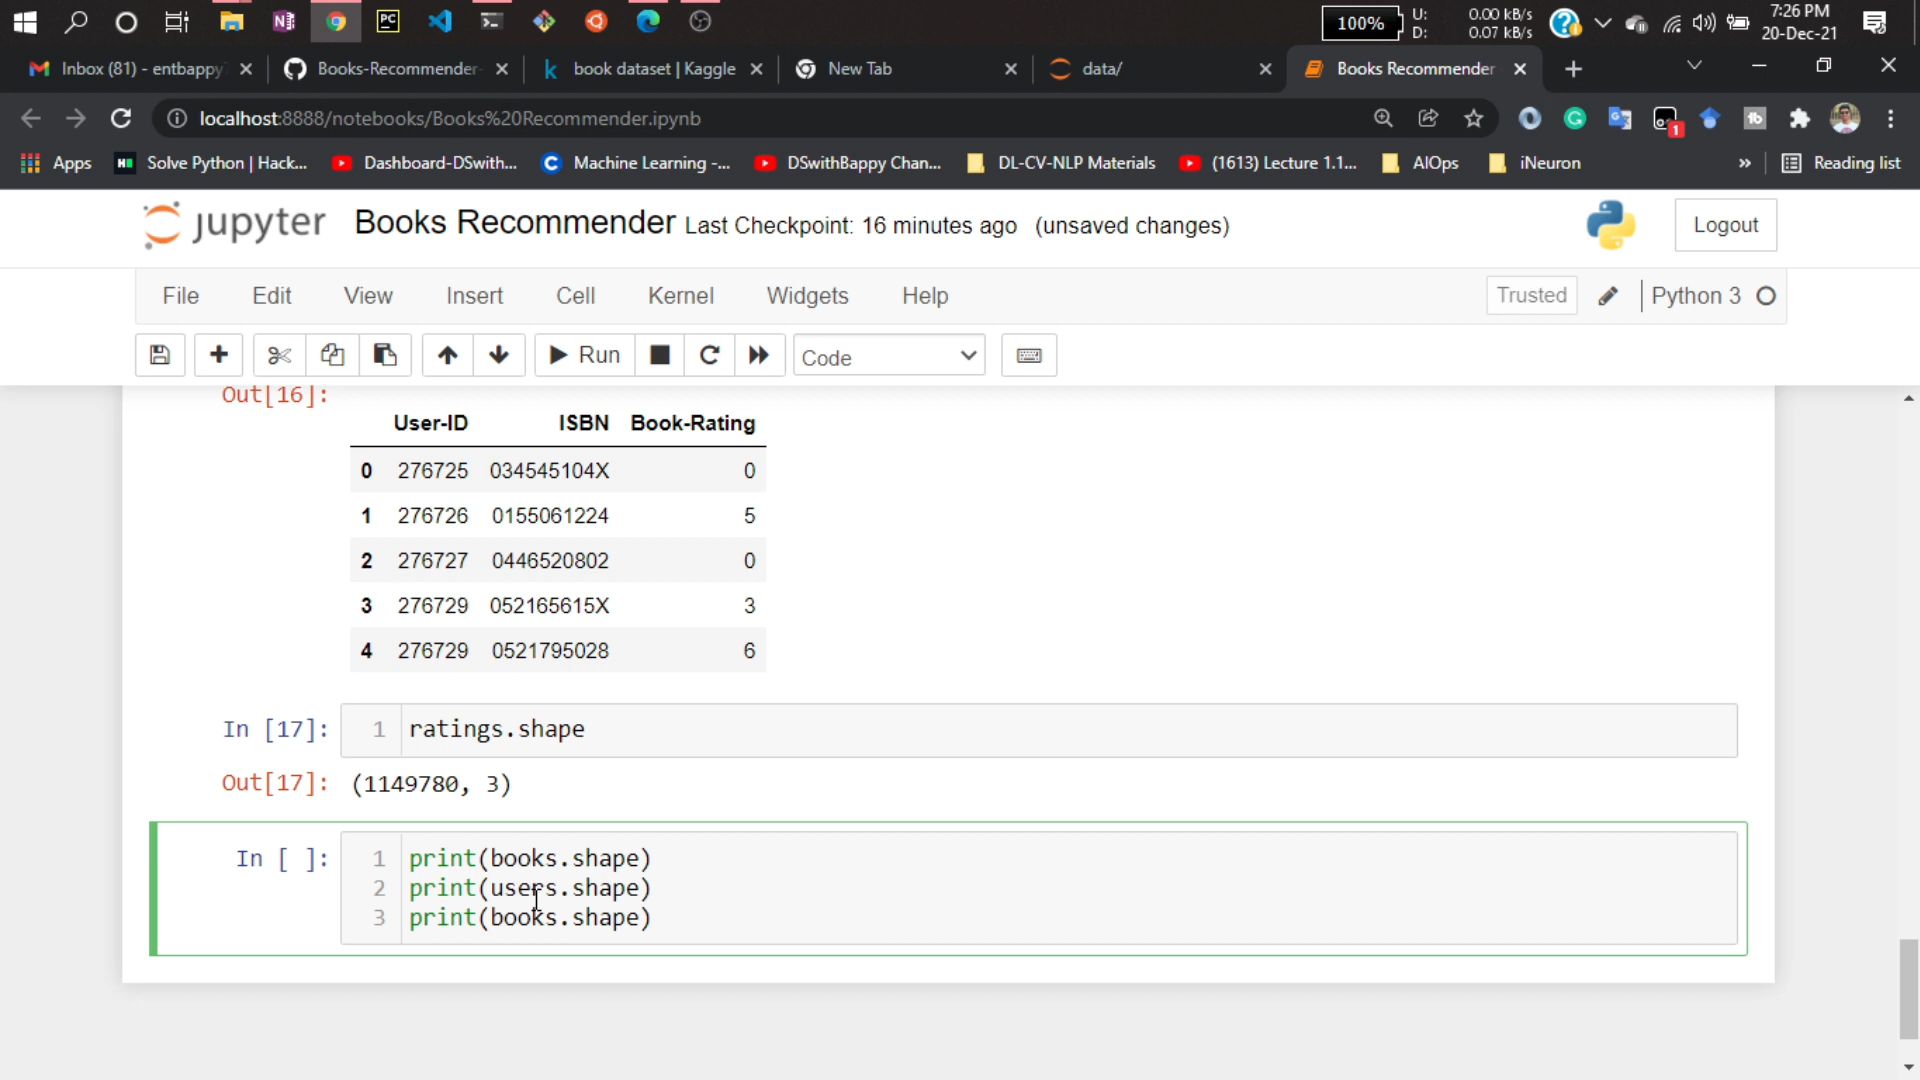 100%
U: 0.00 kB/s
D: 0.07 kB/s
7:26 PM
20-Dec-21
Inbox (81) - entbappy
Books-Recommender-
book dataset | Kaggle
New Tab
data/
Books Recommender
localhost:8888/notebooks/Books%20Recommender.ipynb
Apps
Solve Python | Hack...
Dashboard-DSwith...
Machine Learning -...
DSwithBappy Chan...
DL-CV-NLP Materials
(1613) Lecture 1.1...
AIOps
iNeuron
»
Reading list
jupyter Books Recommender Last Checkpoint: 16 minutes ago (unsaved changes)
Logout
File Edit View Insert Cell Kernel Widgets Help
Trusted
Python 3
Run
Code
Out[16]:
User-ID ISBN Book-Rating
0 276725 034545104X 0
1 276726 0155061224 5
2 276727 0446520802 0
3 276729 052165615X 3
4 276729 0521795028 6
In [17]: 1 ratings.shape
Out[17]: (1149780, 3)
In [ ]: 1 print(books.shape)
2 print(users.shape)
3 print(books.shape)